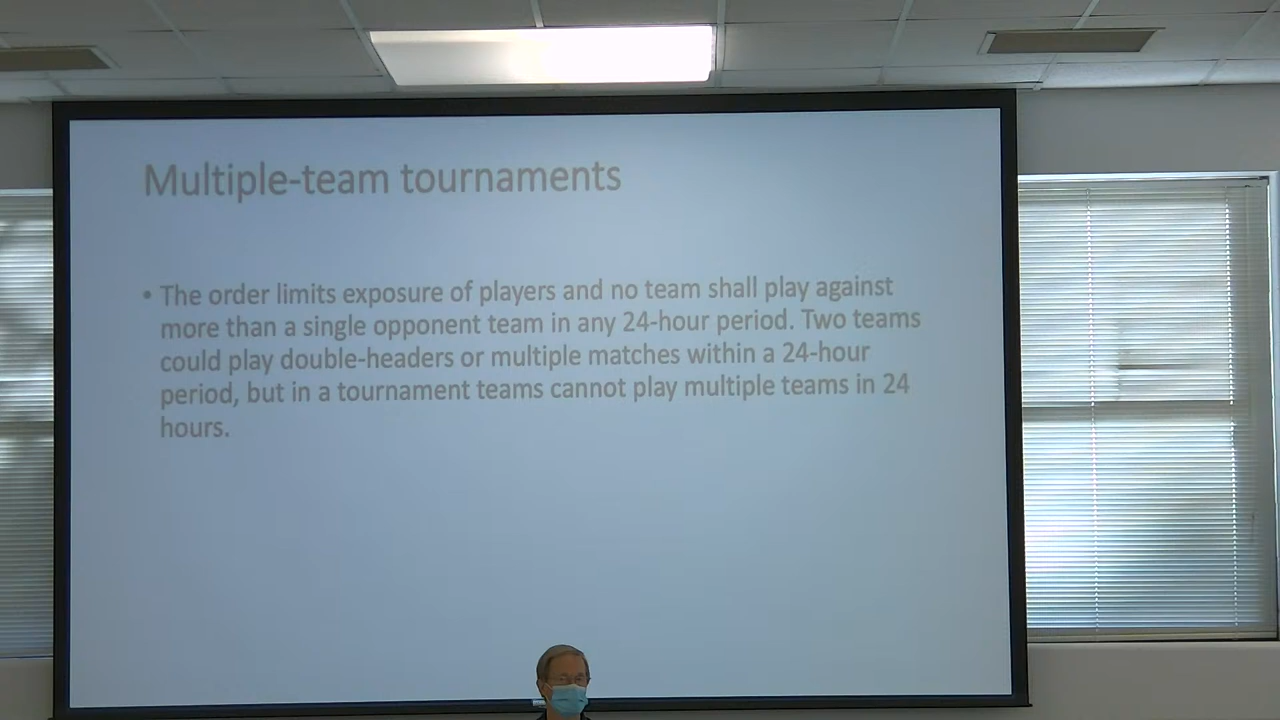 Multiple-team tournaments
• The order limits exposure of players and no team shall play against
more than a single opponent team in any 24-hour period. Two teams
could play double-headers or multiple matches within a 24-hour
period, but in a tournament teams cannot play multiple teams in 24
hours.